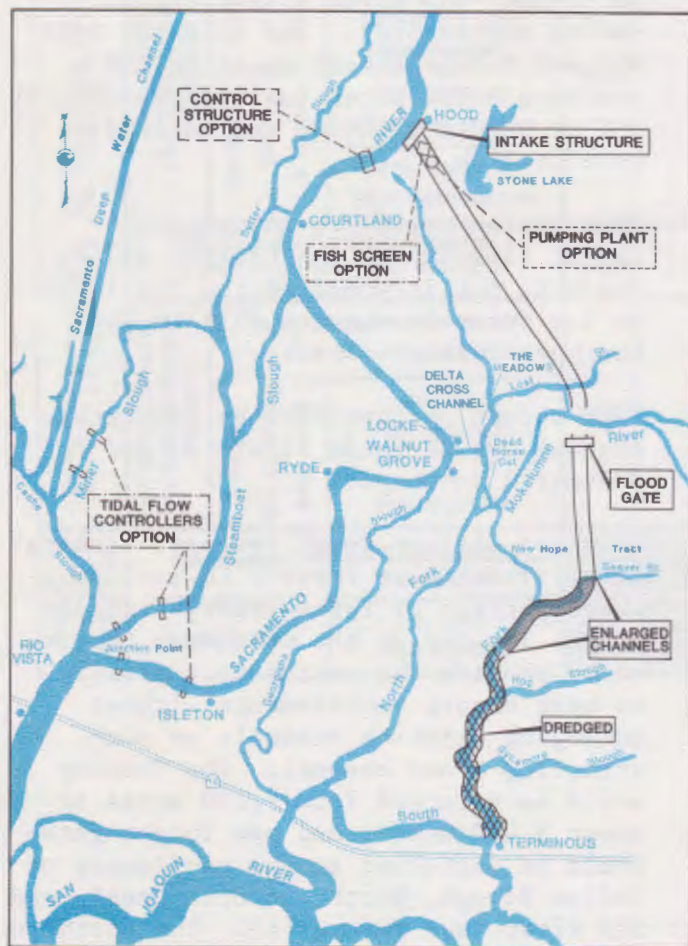 Sacramento Deep Water Channel
CONTROL
STRUCTURE
OPTION
Slough
RIVER
HOOD
INTAKE STRUCTURE
STONE LAKE
Sutter
COURTLAND
FISH SCREEN
OPTION
PUMPING PLANT
OPTION
THE
MEADOWS
Lost
DELTA
CROSS
CHANNEL
Slough
Slough
LOCKE
WALNUT
GROVE
Dead
Horse
Cut
River
Mokelumne
RYDE
FLOOD
GATE
Miner
Cache
Slough
TIDAL FLOW
CONTROLLERS
OPTION
Steamboat
Slough
Fork
New Hope Tract
Beaver
SACRAMENTO
Fork
ENLARGED
CHANNELS
RIO
VISTA
Junction Point
Georgiana
North
Hog Slough
ISLETON
DREDGED
Sycamore Slough
12
South
TERMINOUS
SAN
JOAQUIN
RIVER